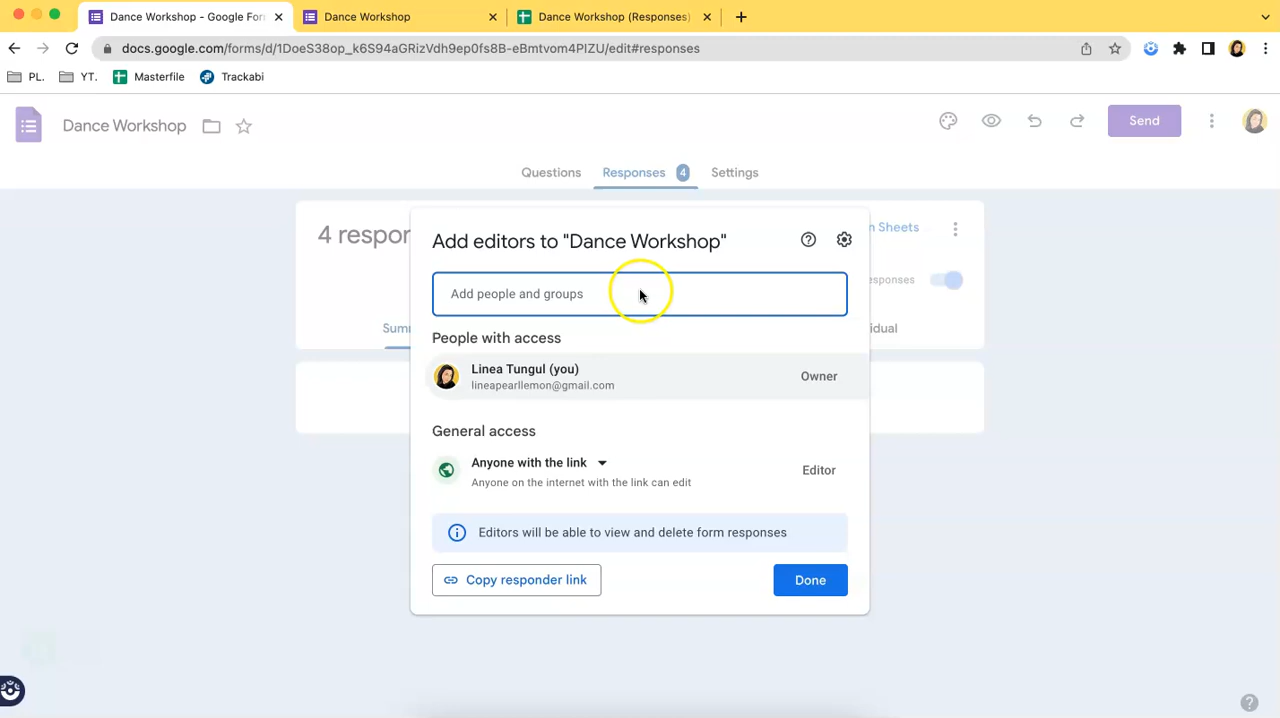 Dance Workshop - Google For
Dance Workshop
Dance Workshop (Responses)
docs.google.com/forms/d/1DoeS38op_k6S94aGRizVdh9ep0fs8B-eBmtvom4PIZU/edit#responses
PL.
YT.
Masterfile
Trackabi
Dance Workshop
Send
Questions
Responses 4
Settings
4 respon
n Sheets
Add editors to "Dance Workshop"
esponses
Add people and groups
Summ
idual
People with access
Linea Tungul (you)
lineapearllemon@gmail.com
Owner
General access
Anyone with the link
Anyone on the internet with the link can edit
Editor
Editors will be able to view and delete form responses
Copy responder link
Done